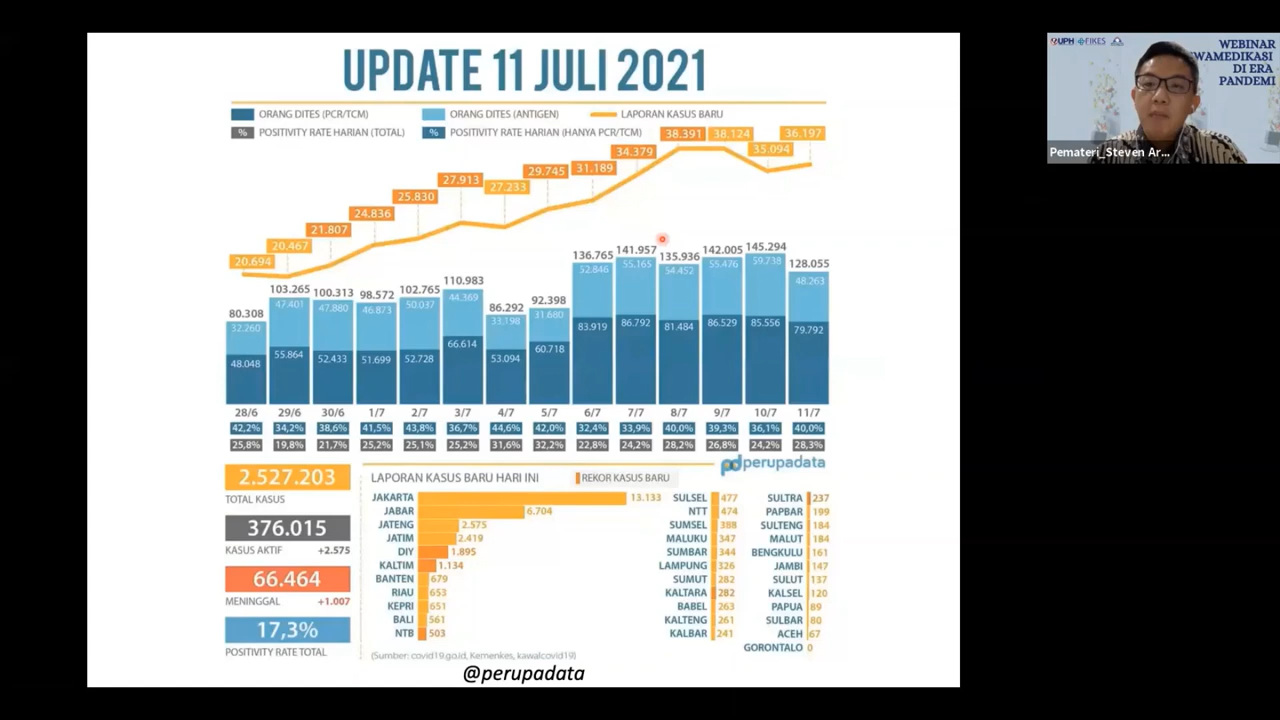 UPDATE 11 JULI 2021
ORANG DITES (PCR/TCM) ORANG DITES (ANTIGEN) LAPORAN KASUS BARU
% POSITIVITY RATE HARIAN (TOTAL) % POSITIVITY RATE HARIAN (HANYA PCR/TCM)
20.694 20.467 21.807 24.836 25.830 27.913 27.233 29.745 31.189 34.379 38.391 38.124 35.094 36.197
80.308 103.265 100.313 98.572 102.765 110.983 86.292 92.398 136.765 141.957 135.936 142.005 145.294 128.055
32.260 47.401 47.880 46.873 50.037 44.369 33.198 31.680 52.846 55.165 54.452 55.476 59.738 48.263
48.048 55.864 52.433 51.699 52.728 66.614 53.094 60.718 83.919 86.792 81.484 86.529 85.556 79.792
28/6 29/6 30/6 1/7 2/7 3/7 4/7 5/7 6/7 7/7 8/7 9/7 10/7 11/7
42,2% 34,2% 38,6% 41,5% 43,8% 36,7% 44,6% 42,0% 32,4% 33,9% 40,0% 39,3% 36,1% 40,0%
25,8% 19,8% 21,7% 25,2% 25,1% 25,2% 31,6% 32,2% 22,8% 24,2% 28,2% 26,8% 24,2% 28,3%
perupadata
2.527.203
TOTAL KASUS
376.015
KASUS AKTIF +2.575
66.464
MENINGGAL +1.007
17,3%
POSITIVITY RATE TOTAL
LAPORAN KASUS BARU HARI INI REKOR KASUS BARU
JAKARTA 13.133
JABAR 6.704
JATENG 2.575
JATIM 2.419
DIY 1.895
KALTIM 1.134
BANTEN 679
RIAU 653
KEPRI 651
BALI 561
NTB 503
SULSEL 477
NTT 474
SUMSEL 388
MALUKU 347
SUMBAR 344
LAMPUNG 326
SUMUT 282
KALTARA 282
BABEL 263
KALTENG 261
KALBAR 241
SULTRA 237
PAPBAR 199
SULTENG 184
MALUT 184
BENGKULU 161
JAMBI 147
SULUT 137
KALSEL 120
PAPUA 89
SULBAR 80
ACEH 67
GORONTALO 0
(Sumber: covid19.go.id, Kemenkes, kawalcovid19)
@perupadata
UPH FIKES
WEBINAR
WAMEDIKASI
DI ERA
PANDEMI
Pemateri_Steven Ar...